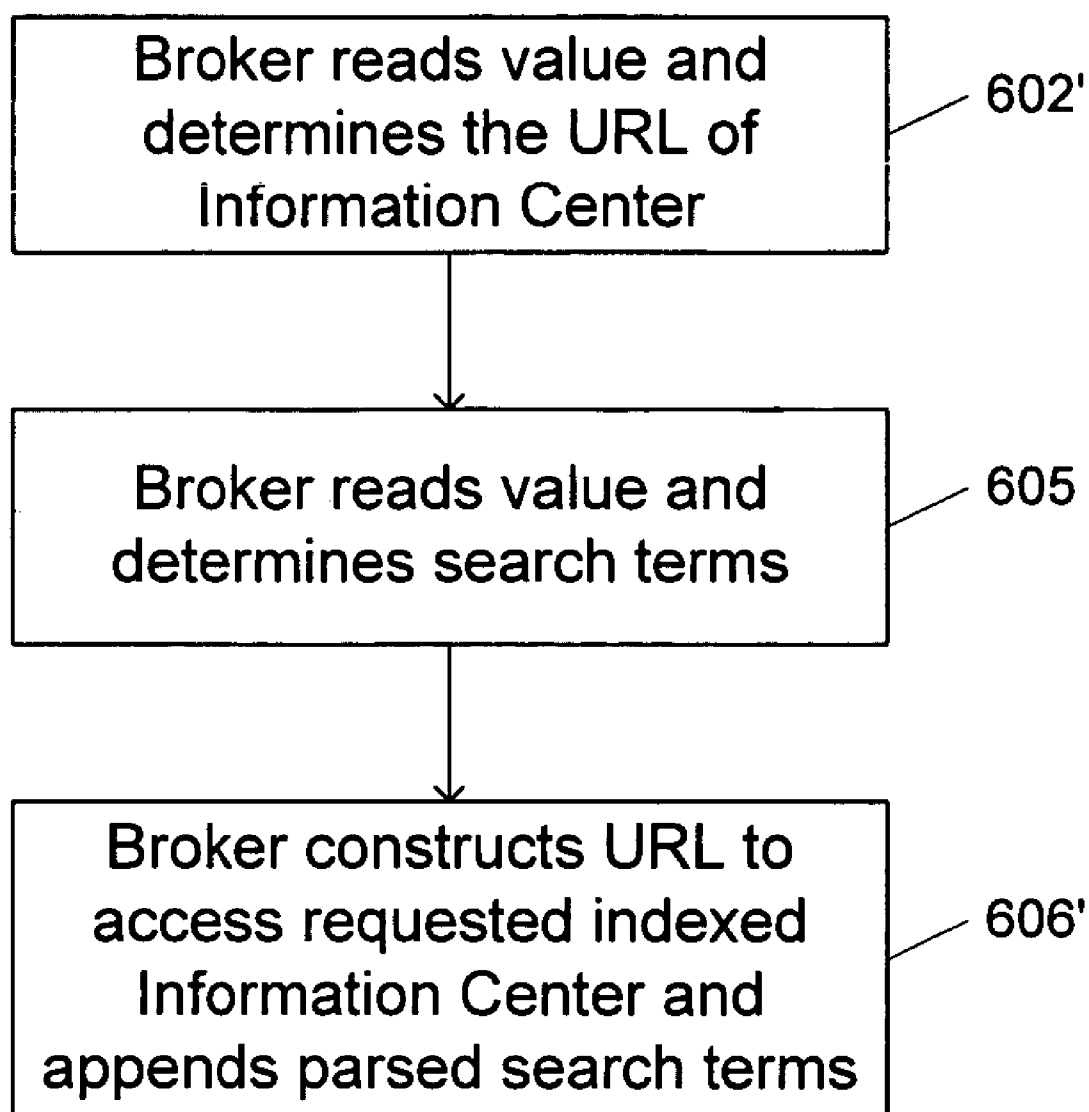 Broker reads value and
determines the URL of
Information Center
602'
Broker reads value and
determines search terms
605
Broker constructs URL to
access requested indexed
Information Center and
appends parsed search terms
606'